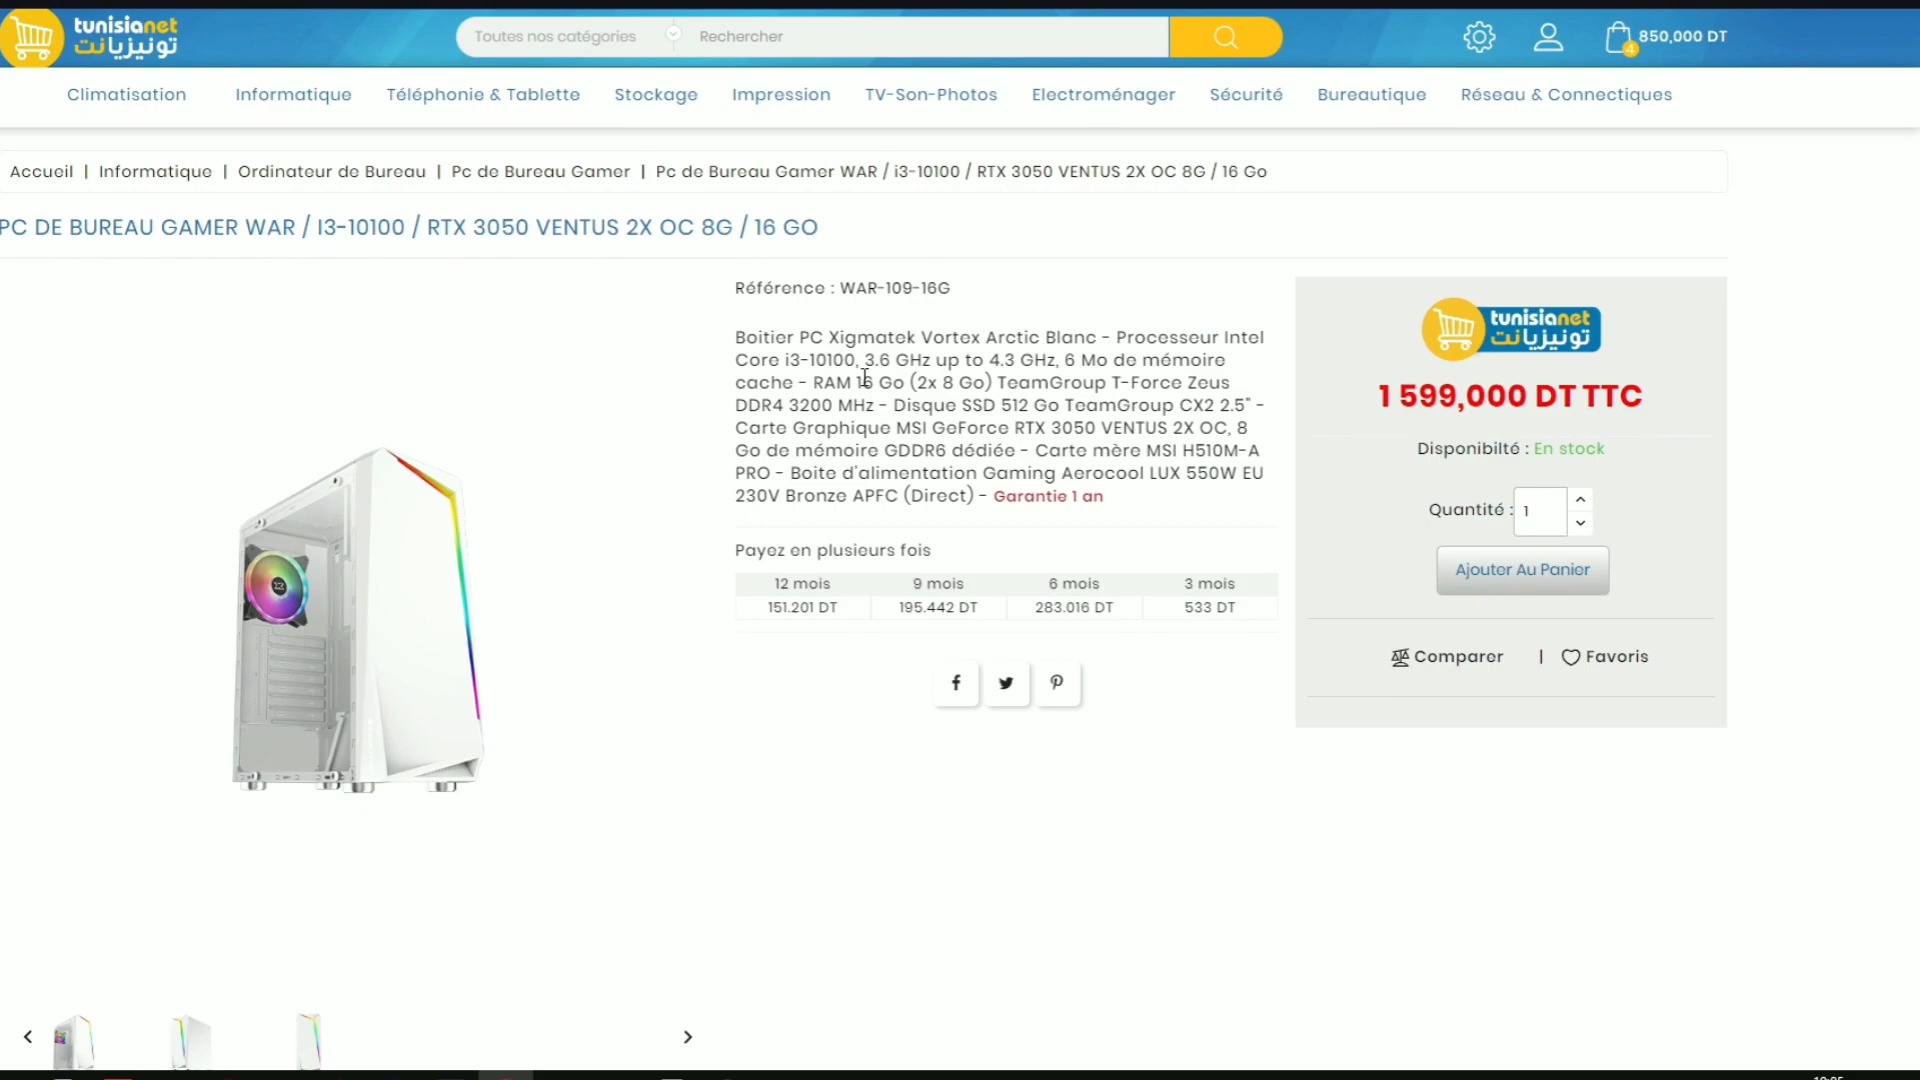 tunisianet
تونيزيانت
Toutes nos catégories
Rechercher
4
850,000 DT
Climatisation
Informatique
Téléphonie & Tablette
Stockage
Impression
TV-Son-Photos
Electroménager
Sécurité
Bureautique
Réseau & Connectiques
Accueil | Informatique | Ordinateur de Bureau | Pc de Bureau Gamer | Pc de Bureau Gamer WAR / i3-10100 / RTX 3050 VENTUS 2X OC 8G / 16 Go
PC DE BUREAU GAMER WAR / I3-10100 / RTX 3050 VENTUS 2X OC 8G / 16 GO
Référence : WAR-109-16G
Boitier PC Xigmatek Vortex Arctic Blanc - Processeur Intel
Core i3-10100, 3.6 GHz up to 4.3 GHz, 6 Mo de mémoire
cache - RAM 16 Go (2x 8 Go) TeamGroup T-Force Zeus
DDR4 3200 MHz - Disque SSD 512 Go TeamGroup CX2 2.5" -
Carte Graphique MSI GeForce RTX 3050 VENTUS 2X OC, 8
Go de mémoire GDDR6 dédiée - Carte mère MSI H510M-A
PRO - Boite d'alimentation Gaming Aerocool LUX 550W EU
230V Bronze APFC (Direct) - Garantie 1 an
Payez en plusieurs fois
12 mois 9 mois 6 mois 3 mois
151.201 DT 195.442 DT 283.016 DT 533 DT
tunisianet
تونيزيانت
1 599,000 DT TTC
Disponibilté : En stock
Quantité : 1
Ajouter Au Panier
Comparer | Favoris